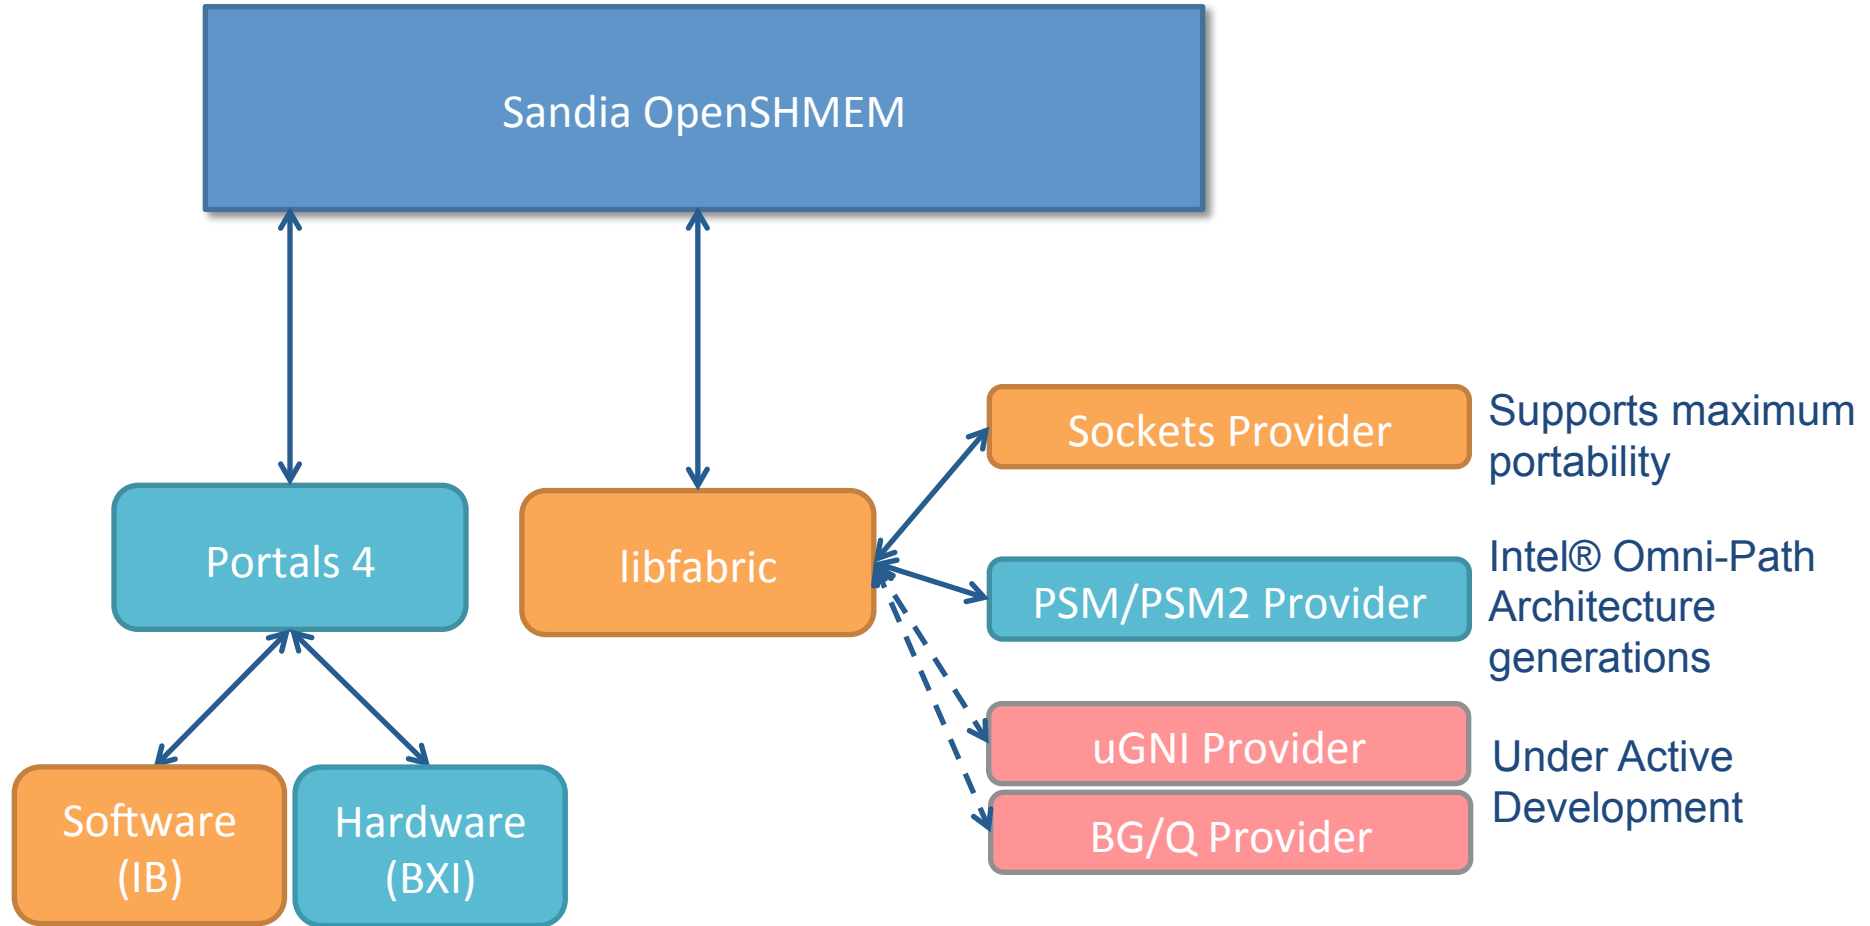 Sandia OpenSHMEM
Portals 4
libfabric
Software
(IB)
Hardware
(BXI)
Sockets Provider
Supports maximum
portability
PSM/PSM2 Provider
Intel® Omni-Path
Architecture
generations
uGNI Provider
BG/Q Provider
Under Active
Development